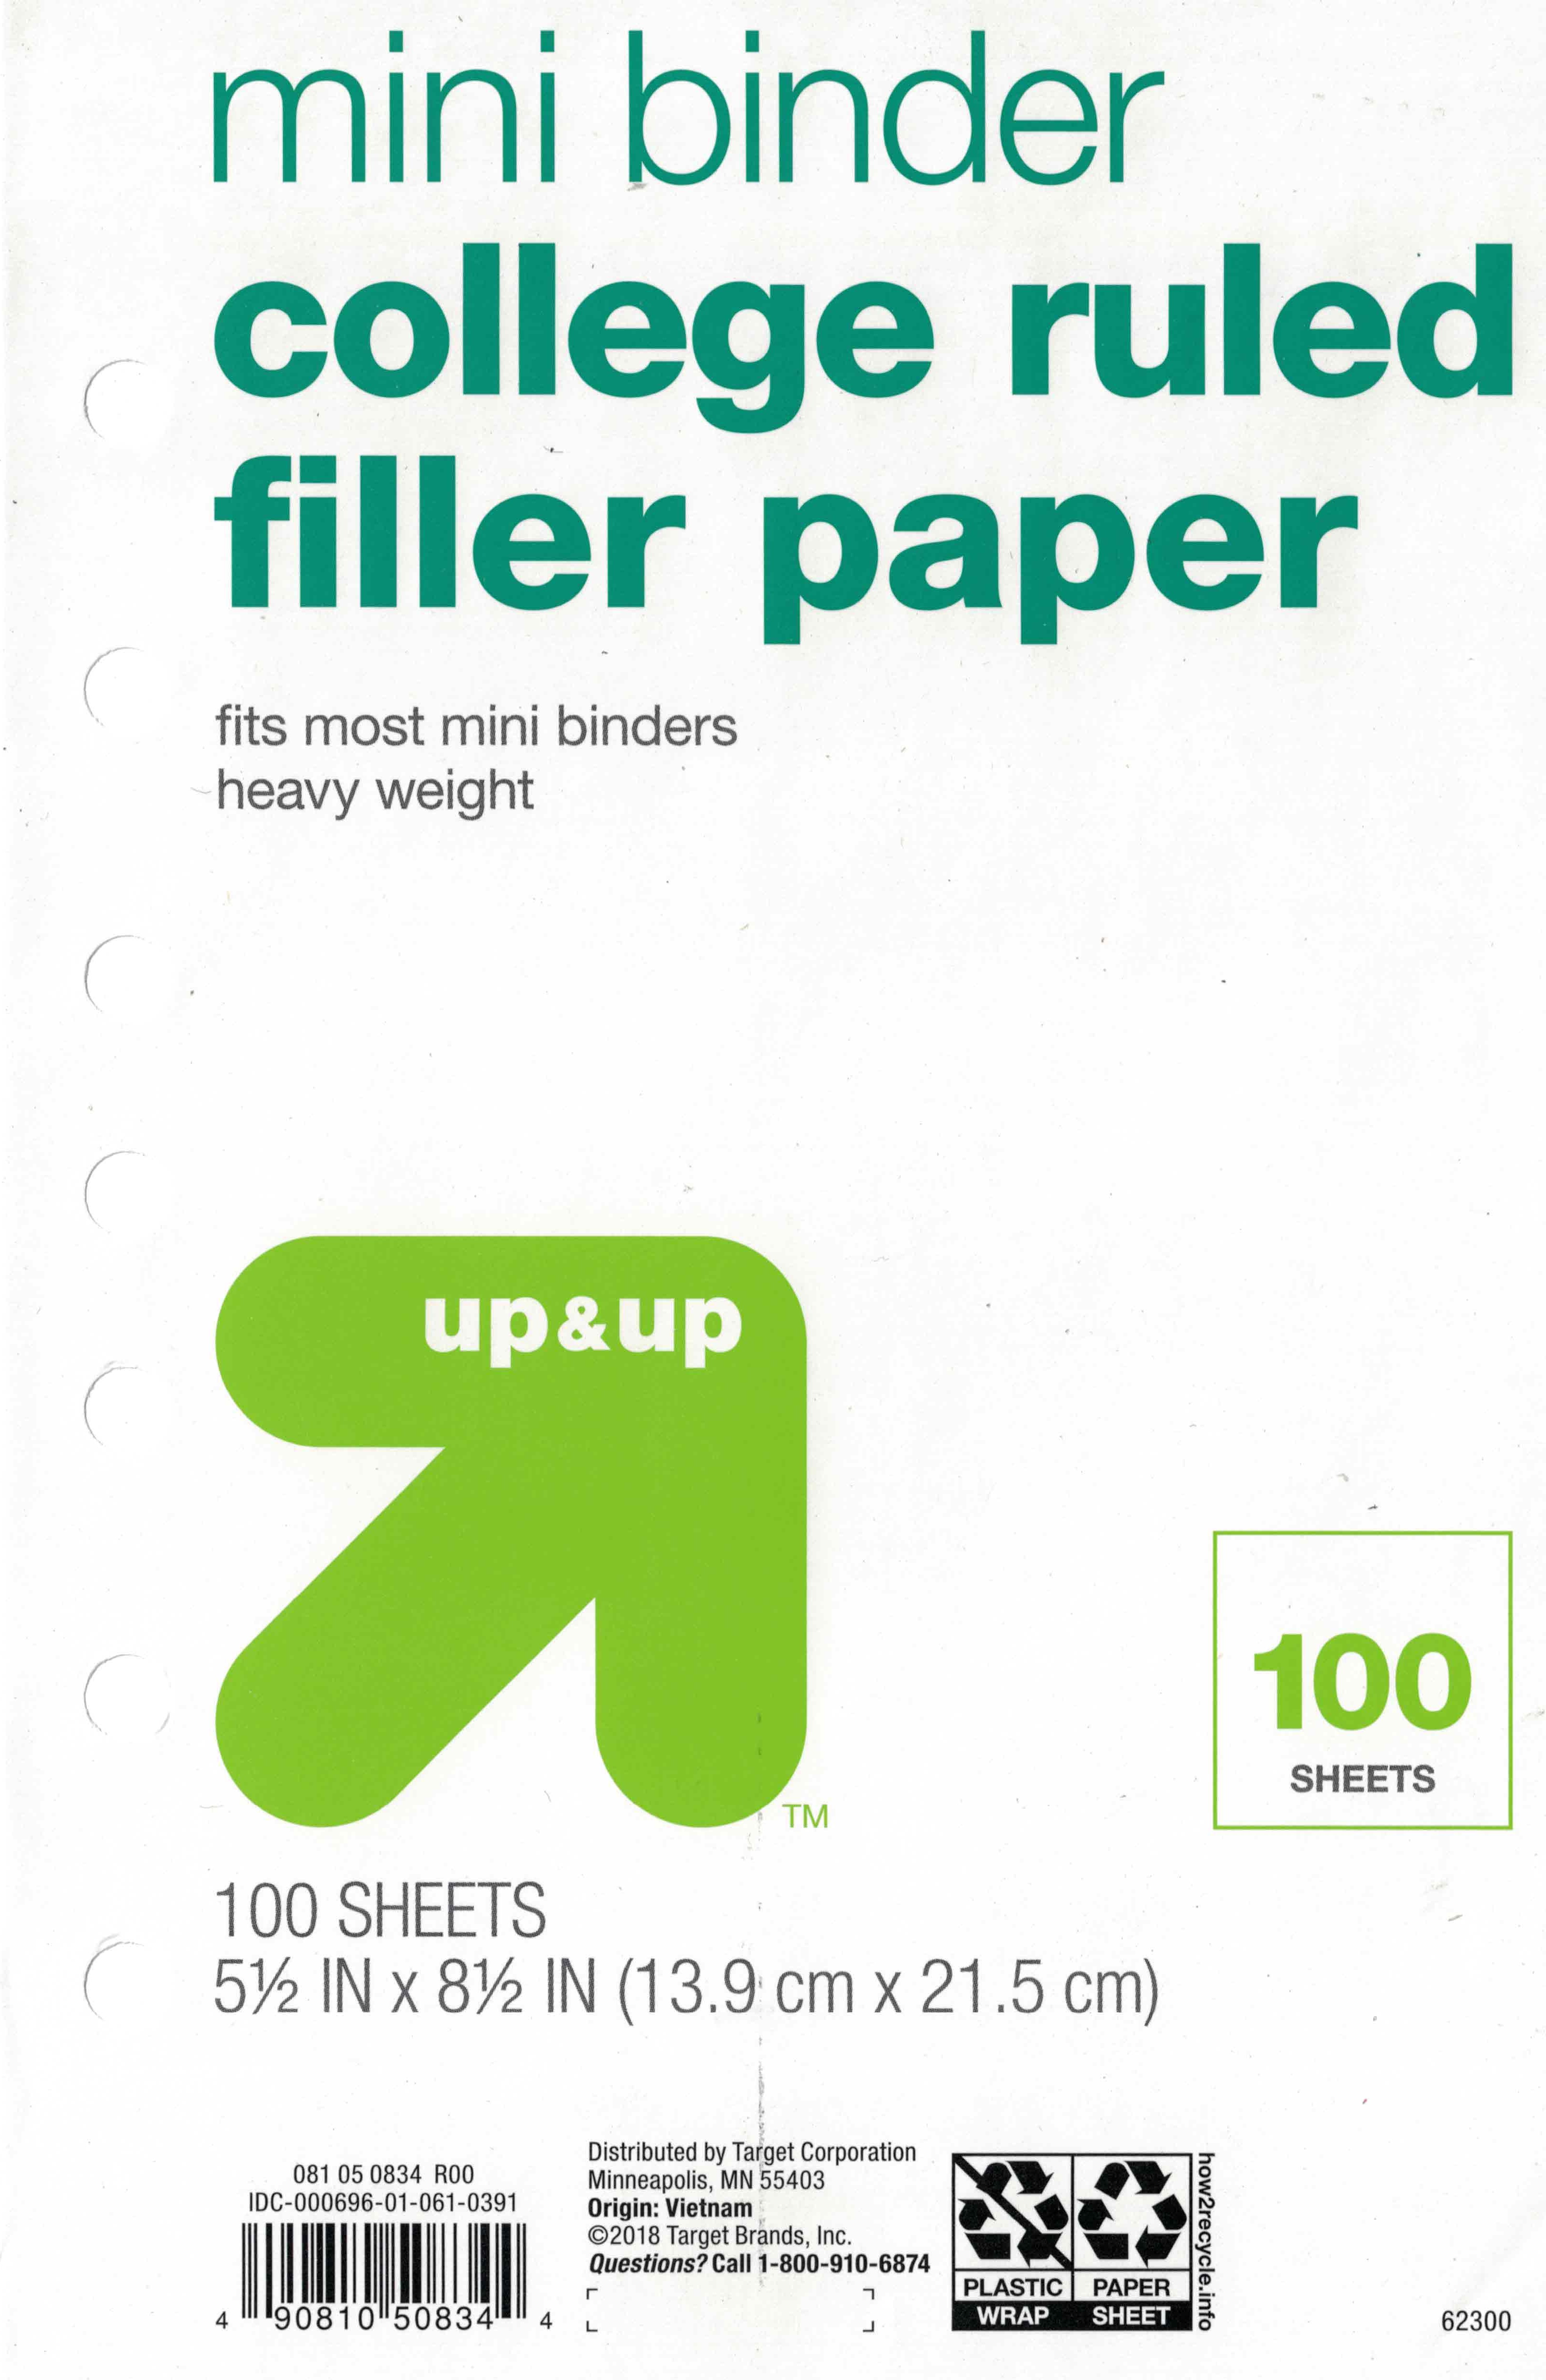 mini binder
college ruled
filler paper
fits most mini binders
heavy weight
up&up
TM
100
SHEETS
100 SHEETS
5½ IN x 8½ IN (13.9 cm x 21.5 cm)
081 05 0834 R00
IDC-000696-01-061-0391
4 90810 50834 4
Distributed by Target Corporation
Minneapolis, MN 55403
Origin: Vietnam
©2018 Target Brands, Inc.
Questions? Call 1-800-910-6874
PLASTIC WRAP
PAPER SHEET
how2recycle.info
62300